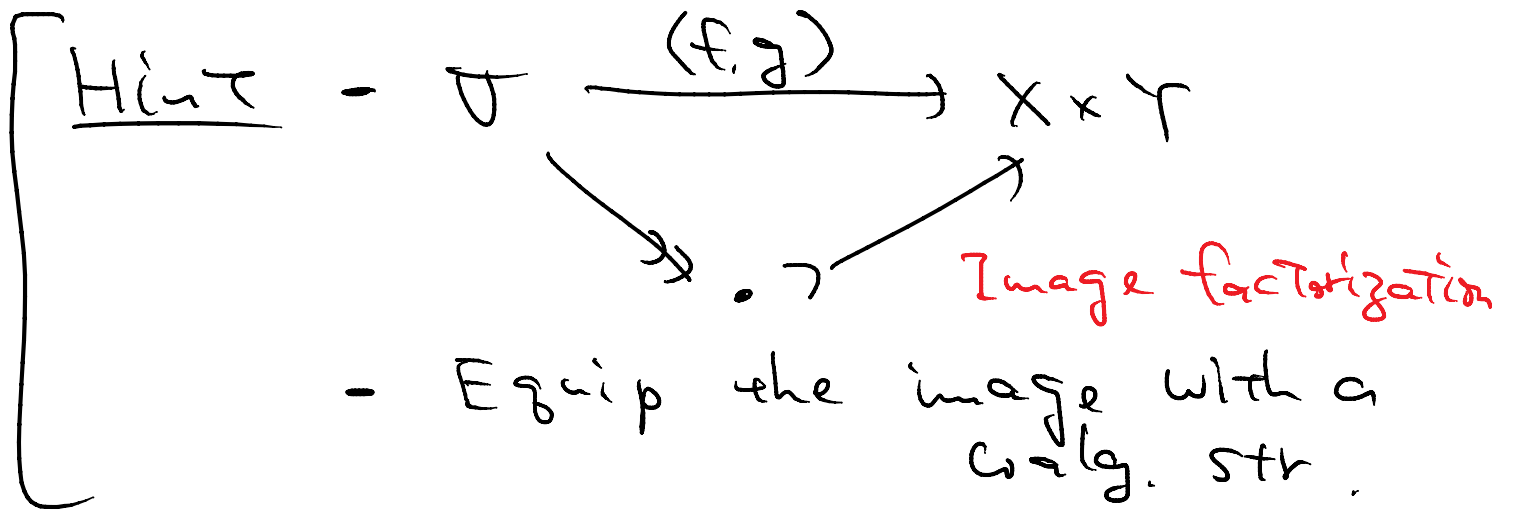 (f, g)
Hint - U X × Y
Image factorization
- Equip the image with a
coalg. str.